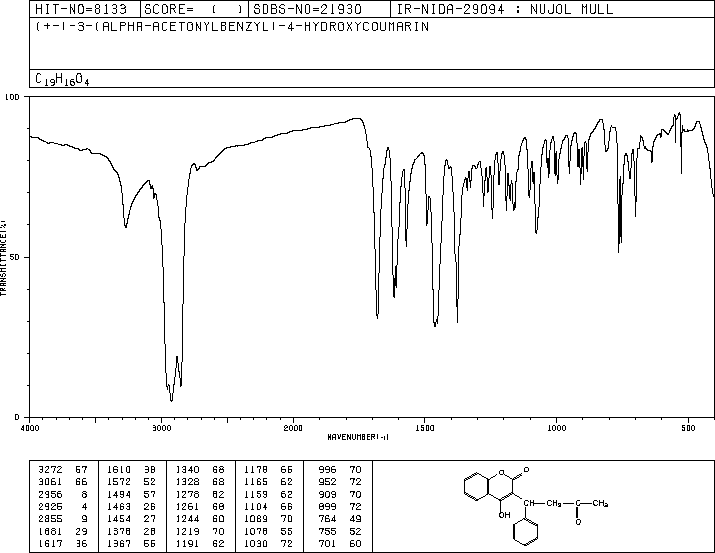 HIT-NO=8133 SCORE= ( ) SDBS-NO=21930 IR-NIDA-29094 : NUJOL MULL
(+-)-3-(ALPHA-ACETONYLBENZYL)-4-HYDROXYCOUMARIN
C19H16O4
100
50
0
TRANSMITTANCE(%)
4000 3000 2000 1500 1000 500
WAVENUMBER(-1)
3272 57 1610 38 1340 68 1178 66 996 70
3061 66 1572 52 1328 68 1165 62 952 72
2956 8 1494 57 1278 82 1159 62 909 70
2925 4 1463 26 1261 68 1104 66 899 72
2855 9 1454 27 1244 60 1089 70 764 49
1681 29 1378 28 1219 70 1078 55 755 52
1617 36 1367 55 1191 62 1030 72 701 60
O O
CH CH2 C CH3
OH O